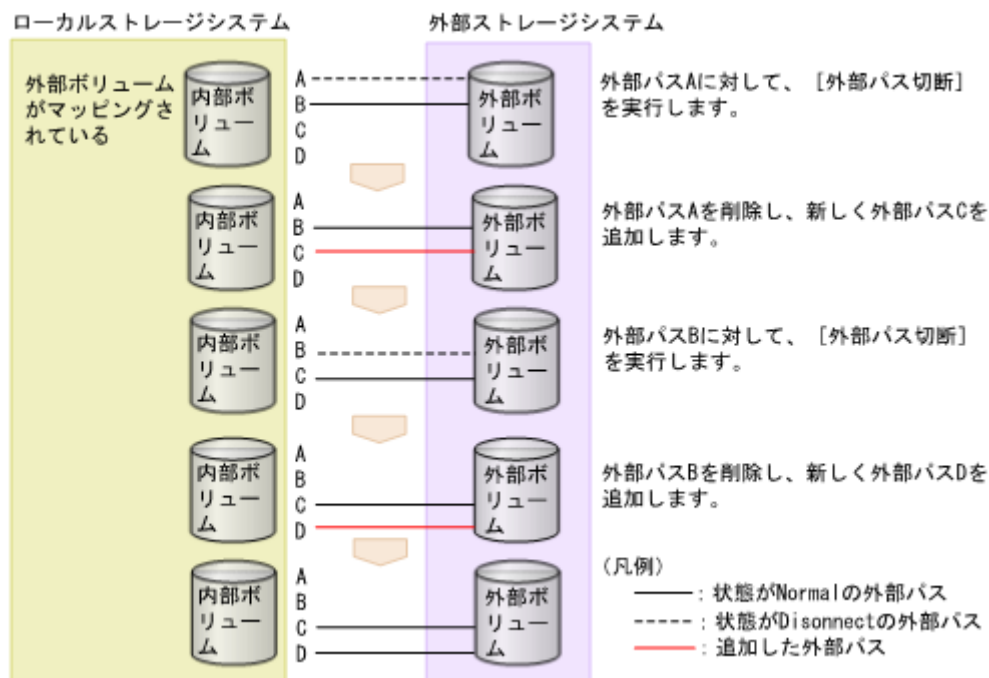 ローカルストレージシステム
外部ストレージシステム
外部ボリューム
がマッピングさ
れている
内部ボ
リュー
ム
A
B
C
D
外部ボ
リュー
ム
外部パスAに対して、［外部パス切断］
を実行します。
内部ボ
リュー
ム
A
B
C
D
外部ボ
リュー
ム
外部パスAを削除し、新しく外部パスCを
追加します。
内部ボ
リュー
ム
A
B
C
D
外部ボ
リュー
ム
外部パスBに対して、［外部パス切断］
を実行します。
内部ボ
リュー
ム
A
B
C
D
外部ボ
リュー
ム
外部パスBを削除し、新しく外部パスDを
追加します。
内部ボ
リュー
ム
A
B
C
D
外部ボ
リュー
ム
(凡例)
：状態がNormalの外部パス
：状態がDisonnectの外部パス
：追加した外部パス